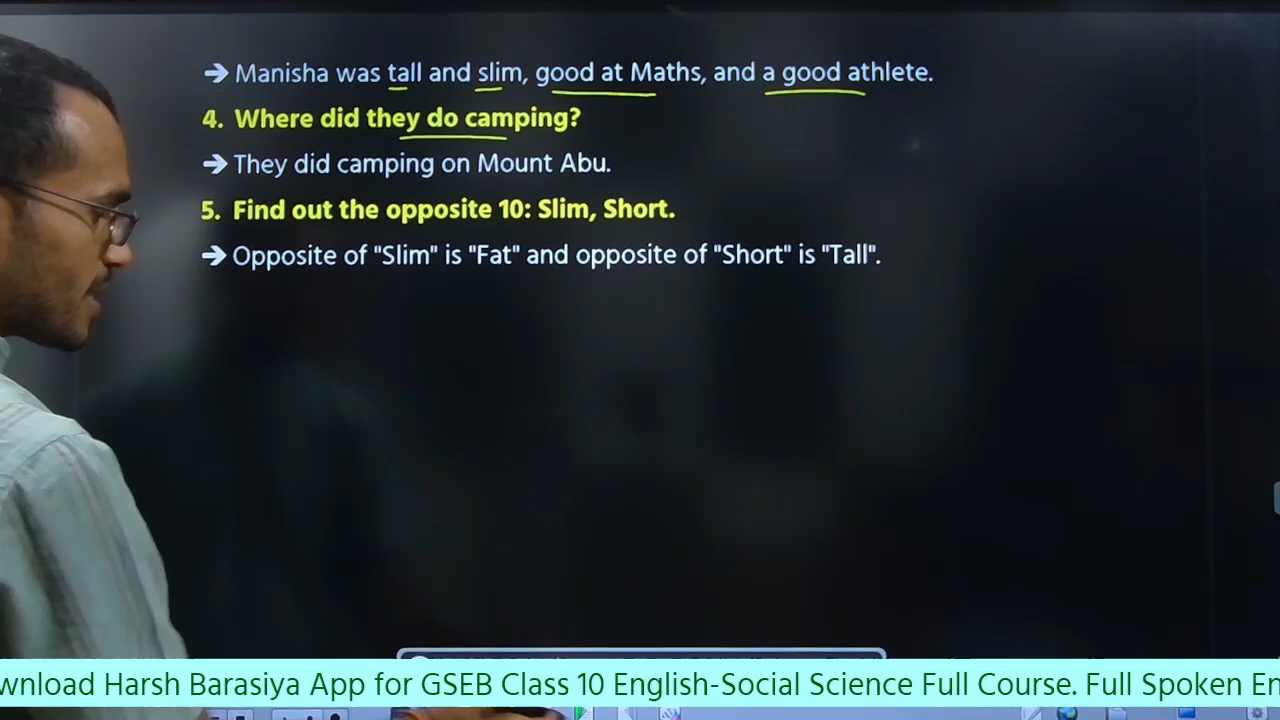 ➔ Manisha was tall and slim, good at Maths, and a good athlete.
4. Where did they do camping?
➔ They did camping on Mount Abu.
5. Find out the opposite 10: Slim, Short.
➔ Opposite of "Slim" is "Fat" and opposite of "Short" is "Tall".
wnload Harsh Barasiya App for GSEB Class 10 English-Social Science Full Course. Full Spoken En